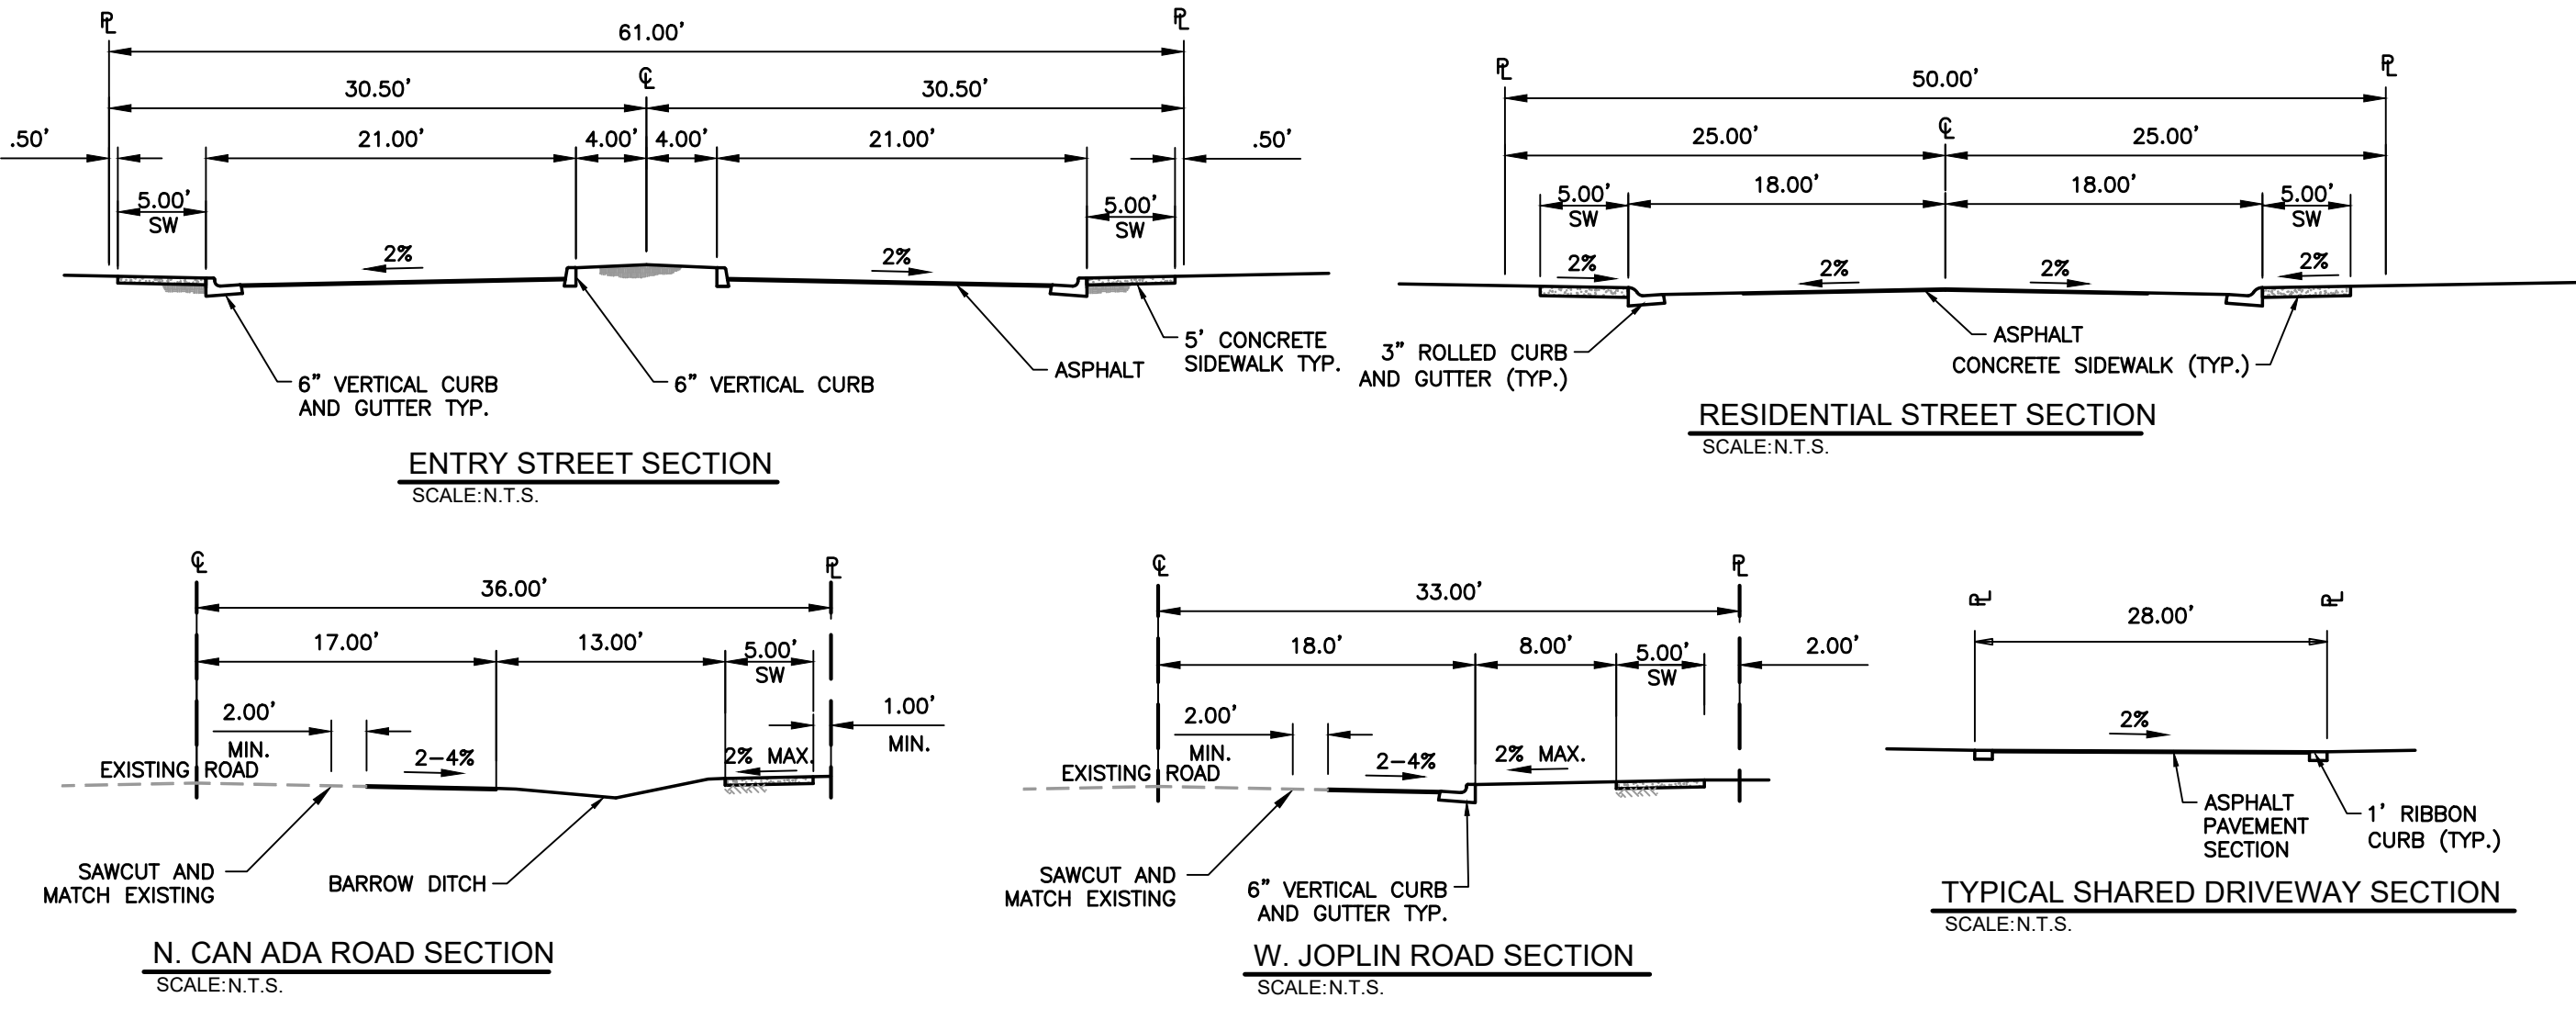 PL
PL
61.00'
CL
30.50'
30.50'
.50'
21.00'
4.00'
4.00'
21.00'
.50'
5.00'
SW
5.00'
SW
2%
2%
6" VERTICAL CURB
AND GUTTER TYP.
6" VERTICAL CURB
ASPHALT
5' CONCRETE
SIDEWALK TYP.
ENTRY STREET SECTION
SCALE:N.T.S.
PL
PL
50.00'
CL
25.00'
25.00'
5.00'
SW
18.00'
18.00'
5.00'
SW
2%
2%
2%
2%
3" ROLLED CURB
AND GUTTER (TYP.)
ASPHALT
CONCRETE SIDEWALK (TYP.)
RESIDENTIAL STREET SECTION
SCALE:N.T.S.
CL
PL
36.00'
17.00'
13.00'
5.00'
SW
2.00'
MIN.
1.00'
MIN.
2-4%
2% MAX.
EXISTING ROAD
SAWCUT AND
MATCH EXISTING
BARROW DITCH
N. CAN ADA ROAD SECTION
SCALE:N.T.S.
CL
PL
33.00'
18.0'
8.00'
5.00'
SW
2.00'
2.00'
MIN.
2-4%
2% MAX.
EXISTING ROAD
SAWCUT AND
MATCH EXISTING
6" VERTICAL CURB
AND GUTTER TYP.
W. JOPLIN ROAD SECTION
SCALE:N.T.S.
PL
PL
28.00'
2%
ASPHALT
PAVEMENT
SECTION
1' RIBBON
CURB (TYP.)
TYPICAL SHARED DRIVEWAY SECTION
SCALE:N.T.S.